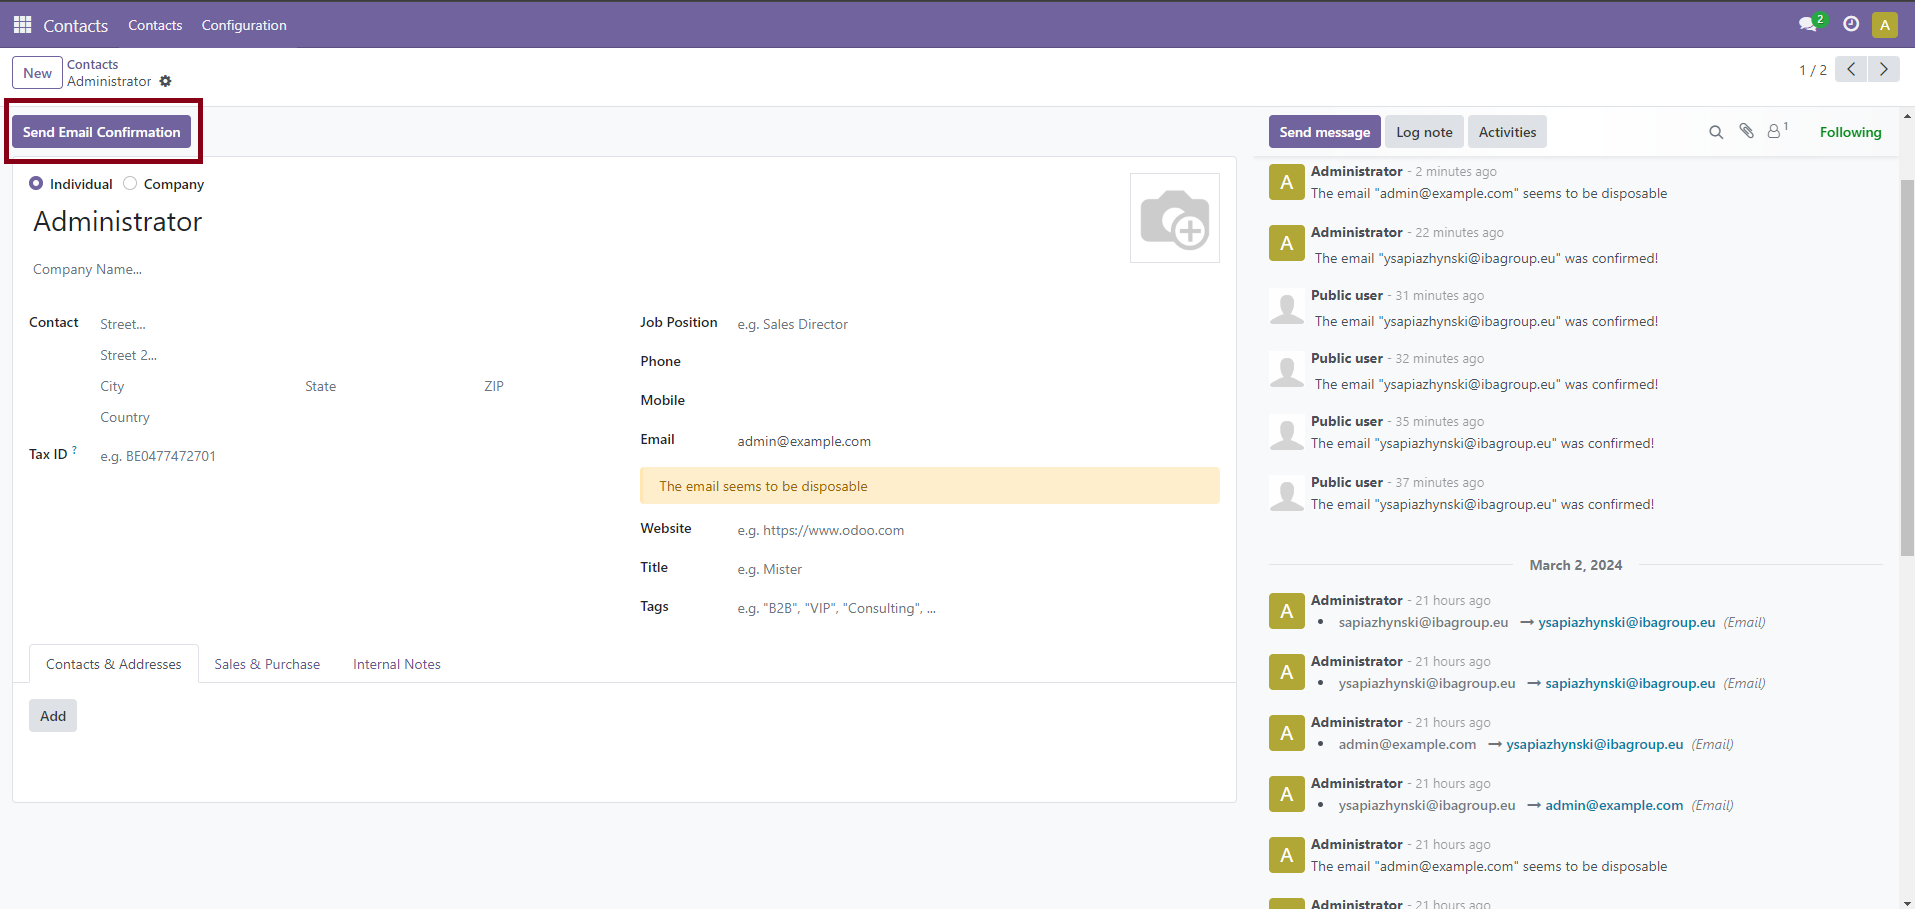 Contacts Contacts Configuration 2 A
New Contacts
Administrator
1 / 2
Send Email Confirmation
Individual Company
Administrator
Company Name...
Contact Street...
Street 2...
City State ZIP
Country
Tax ID ? e.g. BE0477472701
Job Position e.g. Sales Director
Phone
Mobile
Email admin@example.com
The email seems to be disposable
Website e.g. https://www.odoo.com
Title e.g. Mister
Tags e.g. "B2B", "VIP", "Consulting", ...
Contacts & Addresses Sales & Purchase Internal Notes
Add
Send message Log note Activities 1 Following
A Administrator - 2 minutes ago
The email "admin@example.com" seems to be disposable
A Administrator - 22 minutes ago
The email "ysapiazhynski@ibagroup.eu" was confirmed!
Public user - 31 minutes ago
The email "ysapiazhynski@ibagroup.eu" was confirmed!
Public user - 32 minutes ago
The email "ysapiazhynski@ibagroup.eu" was confirmed!
Public user - 35 minutes ago
The email "ysapiazhynski@ibagroup.eu" was confirmed!
Public user - 37 minutes ago
The email "ysapiazhynski@ibagroup.eu" was confirmed!
March 2, 2024
A Administrator - 21 hours ago
• sapiazhynski@ibagroup.eu → ysapiazhynski@ibagroup.eu (Email)
A Administrator - 21 hours ago
• ysapiazhynski@ibagroup.eu → sapiazhynski@ibagroup.eu (Email)
A Administrator - 21 hours ago
• admin@example.com → ysapiazhynski@ibagroup.eu (Email)
A Administrator - 21 hours ago
• ysapiazhynski@ibagroup.eu → admin@example.com (Email)
A Administrator - 21 hours ago
The email "admin@example.com" seems to be disposable
Administrator - 21 hours ago